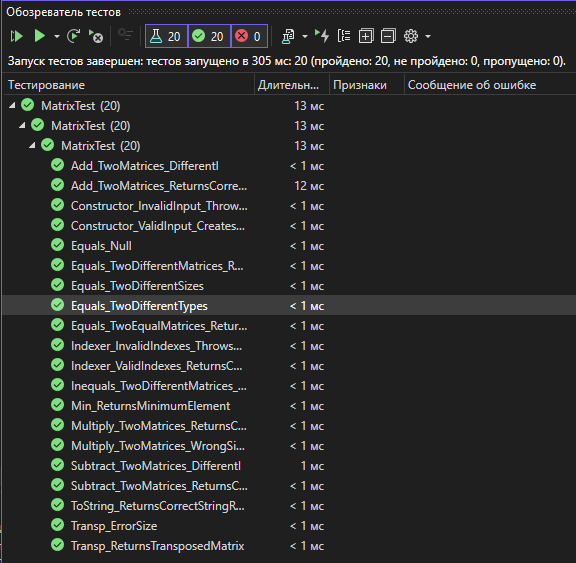 Обозреватель тестов
20 20 0
Запуск тестов завершен: тестов запущено в 305 мс: 20 (пройдено: 20, не пройдено: 0, пропущено: 0).
Тестирование Длительн... Признаки Сообщение об ошибке
MatrixTest (20) 13 мс
MatrixTest (20) 13 мс
MatrixTest (20) 13 мс
Add_TwoMatrices_DifferentI < 1 мс
Add_TwoMatrices_ReturnsCorre... 12 мс
Constructor_InvalidInput_Throw... < 1 мс
Constructor_ValidInput_Creates... < 1 мс
Equals_Null < 1 мс
Equals_TwoDifferentMatrices_R... < 1 мс
Equals_TwoDifferentSizes < 1 мс
Equals_TwoDifferentTypes < 1 мс
Equals_TwoEqualMatrices_Retur... < 1 мс
Indexer_InvalidIndexes_Throws... < 1 мс
Indexer_ValidIndexes_ReturnsC... < 1 мс
Inequals_TwoDifferentMatrices_... < 1 мс
Min_ReturnsMinimumElement < 1 мс
Multiply_TwoMatrices_ReturnsC... < 1 мс
Multiply_TwoMatrices_WrongSi... < 1 мс
Subtract_TwoMatrices_DifferentI 1 мс
Subtract_TwoMatrices_ReturnsC... < 1 мс
ToString_ReturnsCorrectStringR... < 1 мс
Transp_ErrorSize < 1 мс
Transp_ReturnsTransposedMatrix < 1 мс